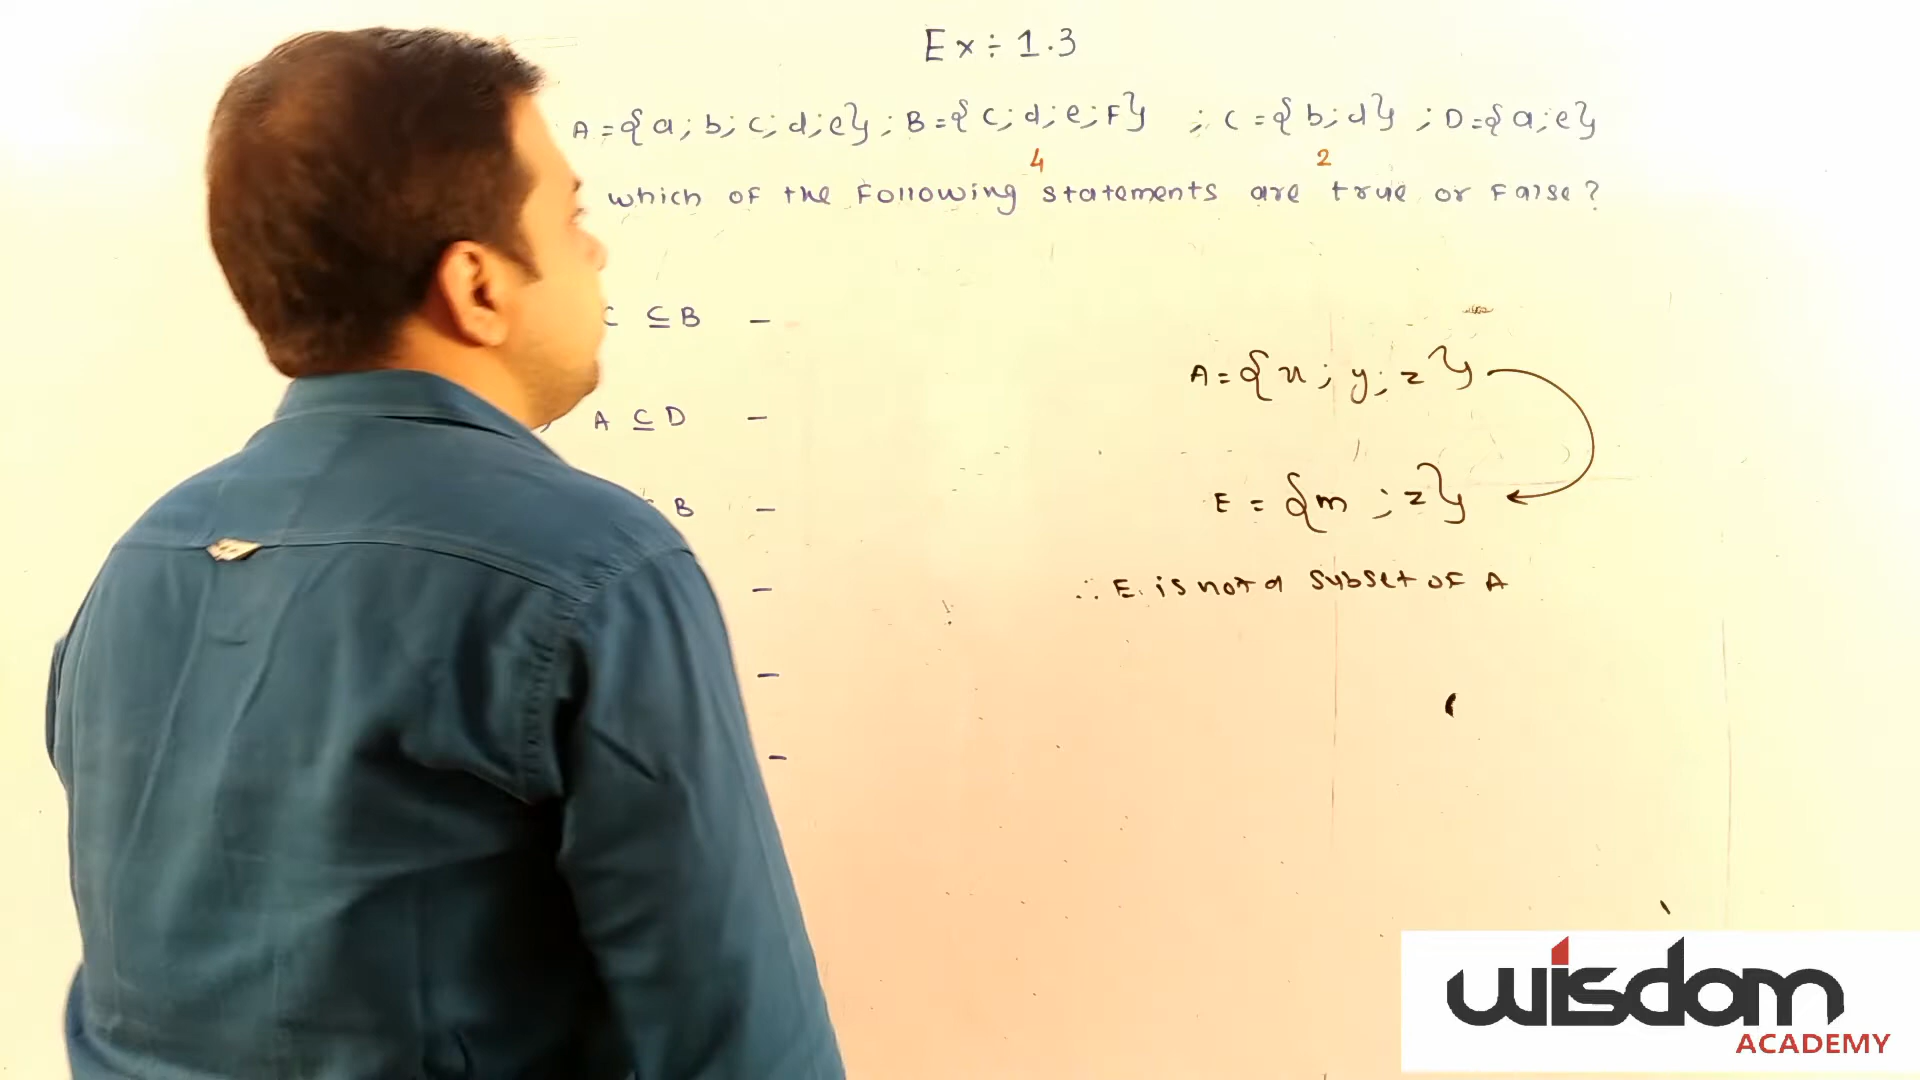 Ex ÷ 1.3
A = {a; b; c; d; e}; B = {c; d; e; F} ; C = {b; d} ; D = {a; e}
4 2
which of the Following statements are true or False?
C ⊆ B –
A = {x; y; z}
A ⊆ D –
E = {m ; z}
B –
∴ E. is not a subset of A
–
–
–
wisdom
ACADEMY